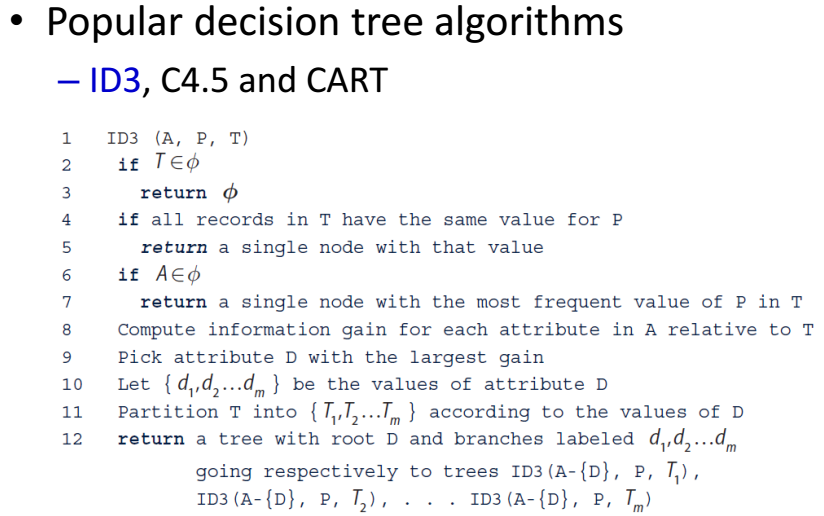 • Popular decision tree algorithms
– ID3, C4.5 and CART
1 ID3 (A, P, T)
2 if T∈ϕ
3 return ϕ
4 if all records in T have the same value for P
5 return a single node with that value
6 if A∈ϕ
7 return a single node with the most frequent value of P in T
8 Compute information gain for each attribute in A relative to T
9 Pick attribute D with the largest gain
10 Let {d₁,d₂…dₘ} be the values of attribute D
11 Partition T into {T₁,T₂…Tₘ} according to the values of D
12 return a tree with root D and branches labeled d₁,d₂…dₘ
going respectively to trees ID3(A-{D}, P, T₁),
ID3(A-{D}, P, T₂), . . . ID3(A-{D}, P, Tₘ)